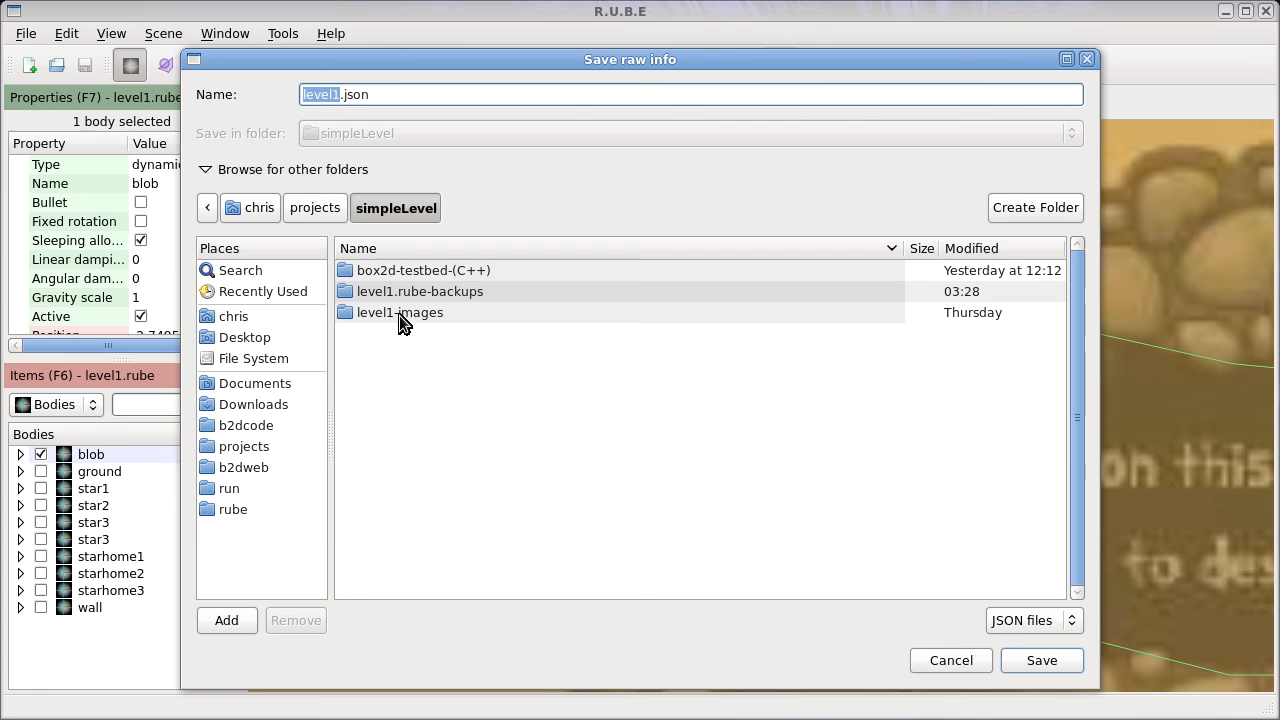 R.U.B.E
File Edit View Scene Window Tools Help
Save raw info
Name: level1.json
Save in folder: simpleLevel
Browse for other folders
chris projects simpleLevel Create Folder
Places
Search
Recently Used
chris
Desktop
File System
Documents
Downloads
b2dcode
projects
b2dweb
run
rube
Name Size Modified
box2d-testbed-(C++) Yesterday at 12:12
level1.rube-backups 03:28
level1-images Thursday
Add Remove JSON files
Cancel Save
Properties (F7) - level1.rube
1 body selected
Property Value
Type dynamic
Name blob
Bullet
Fixed rotation
Sleeping allo...
Linear dampi... 0
Angular dam... 0
Gravity scale 1
Active
Items (F6) - level1.rube
Bodies
Bodies
blob
ground
star1
star2
star3
star3
starhome1
starhome2
starhome3
wall
on this
to des